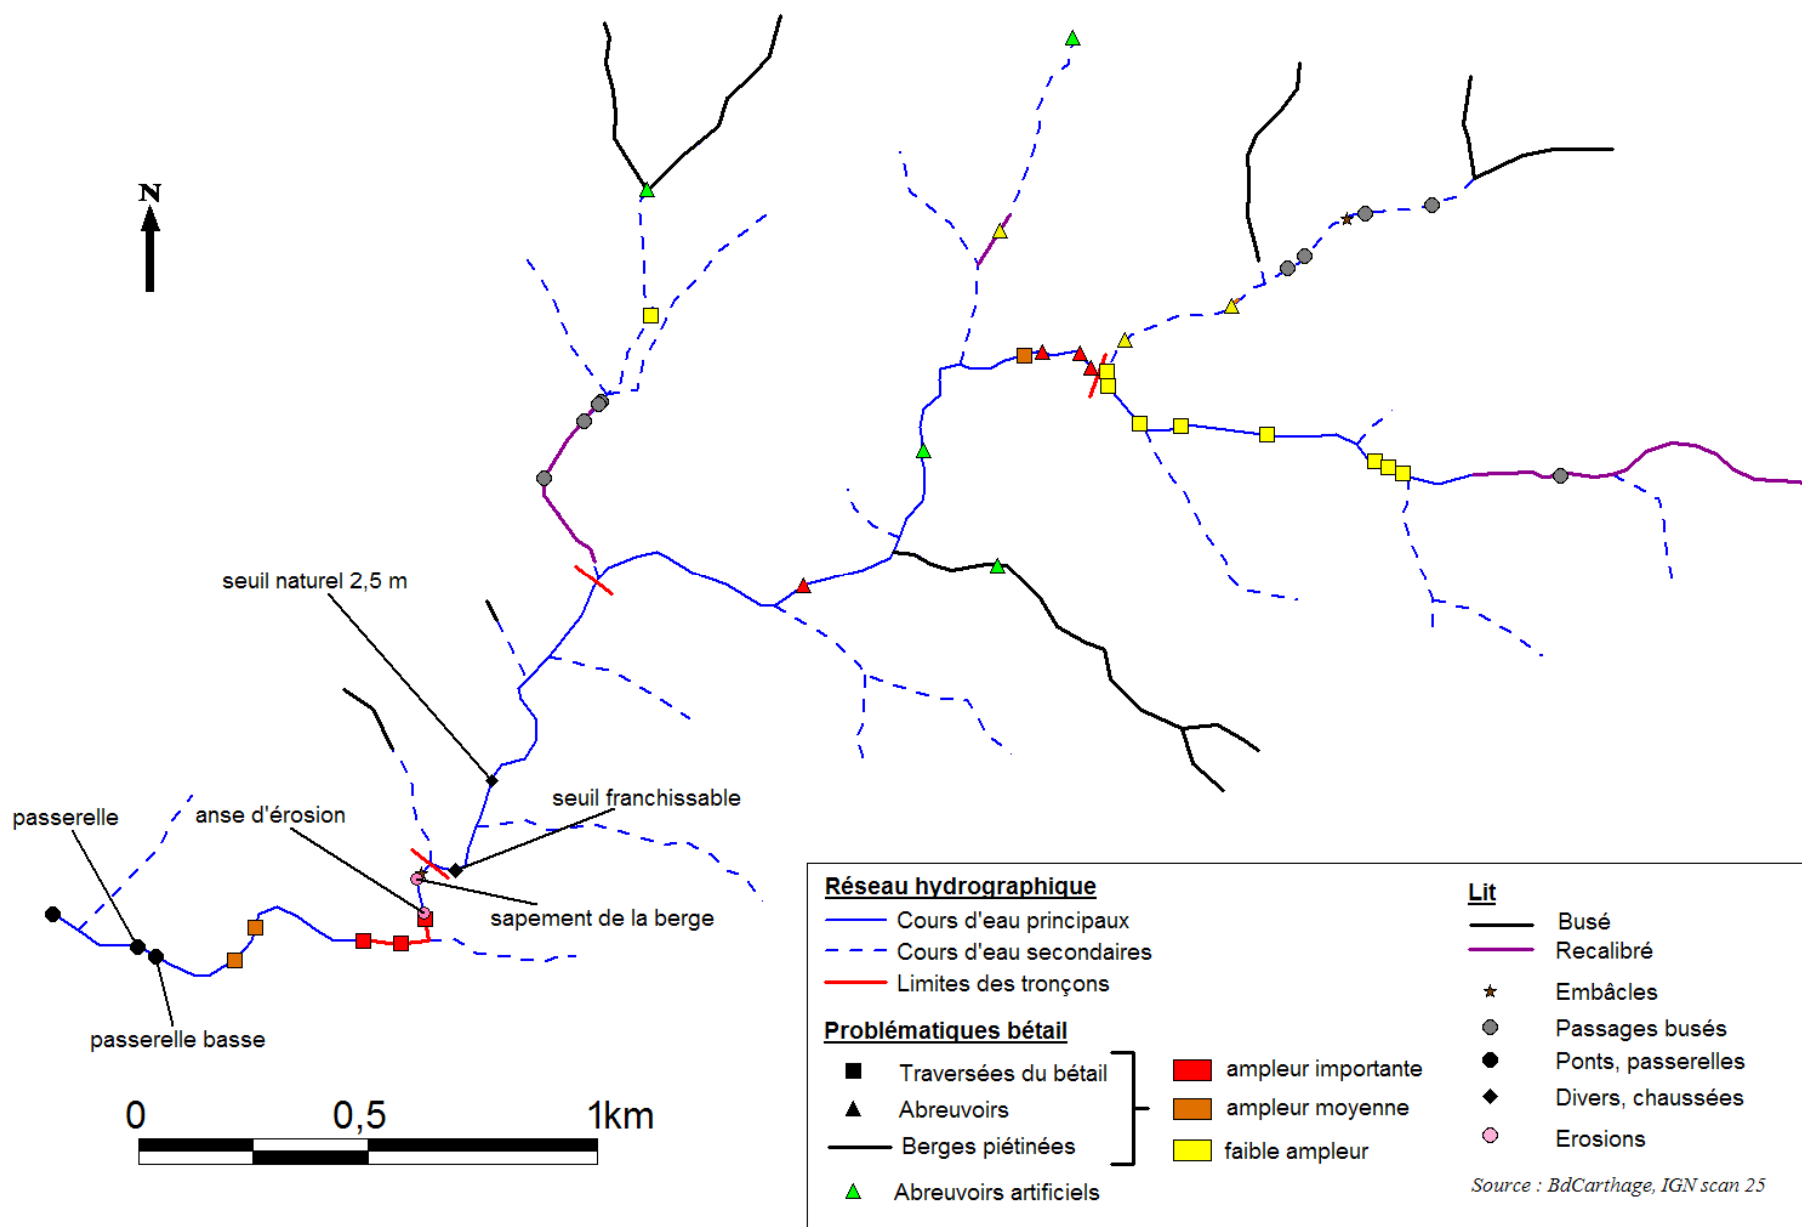 N
seuil naturel 2,5 m
seuil franchissable
anse d'érosion
passerelle
sapement de la berge
passerelle basse
0 0,5 1km
Réseau hydrographique
Cours d'eau principaux
Cours d'eau secondaires
Limites des tronçons
Problématiques bétail
Traversées du bétail
Abreuvoirs
Berges piétinées
ampleur importante
ampleur moyenne
faible ampleur
Abreuvoirs artificiels
Lit
Busé
Recalibré
Embâcles
Passages busés
Ponts, passerelles
Divers, chaussées
Erosions
Source : BdCarthage, IGN scan 25